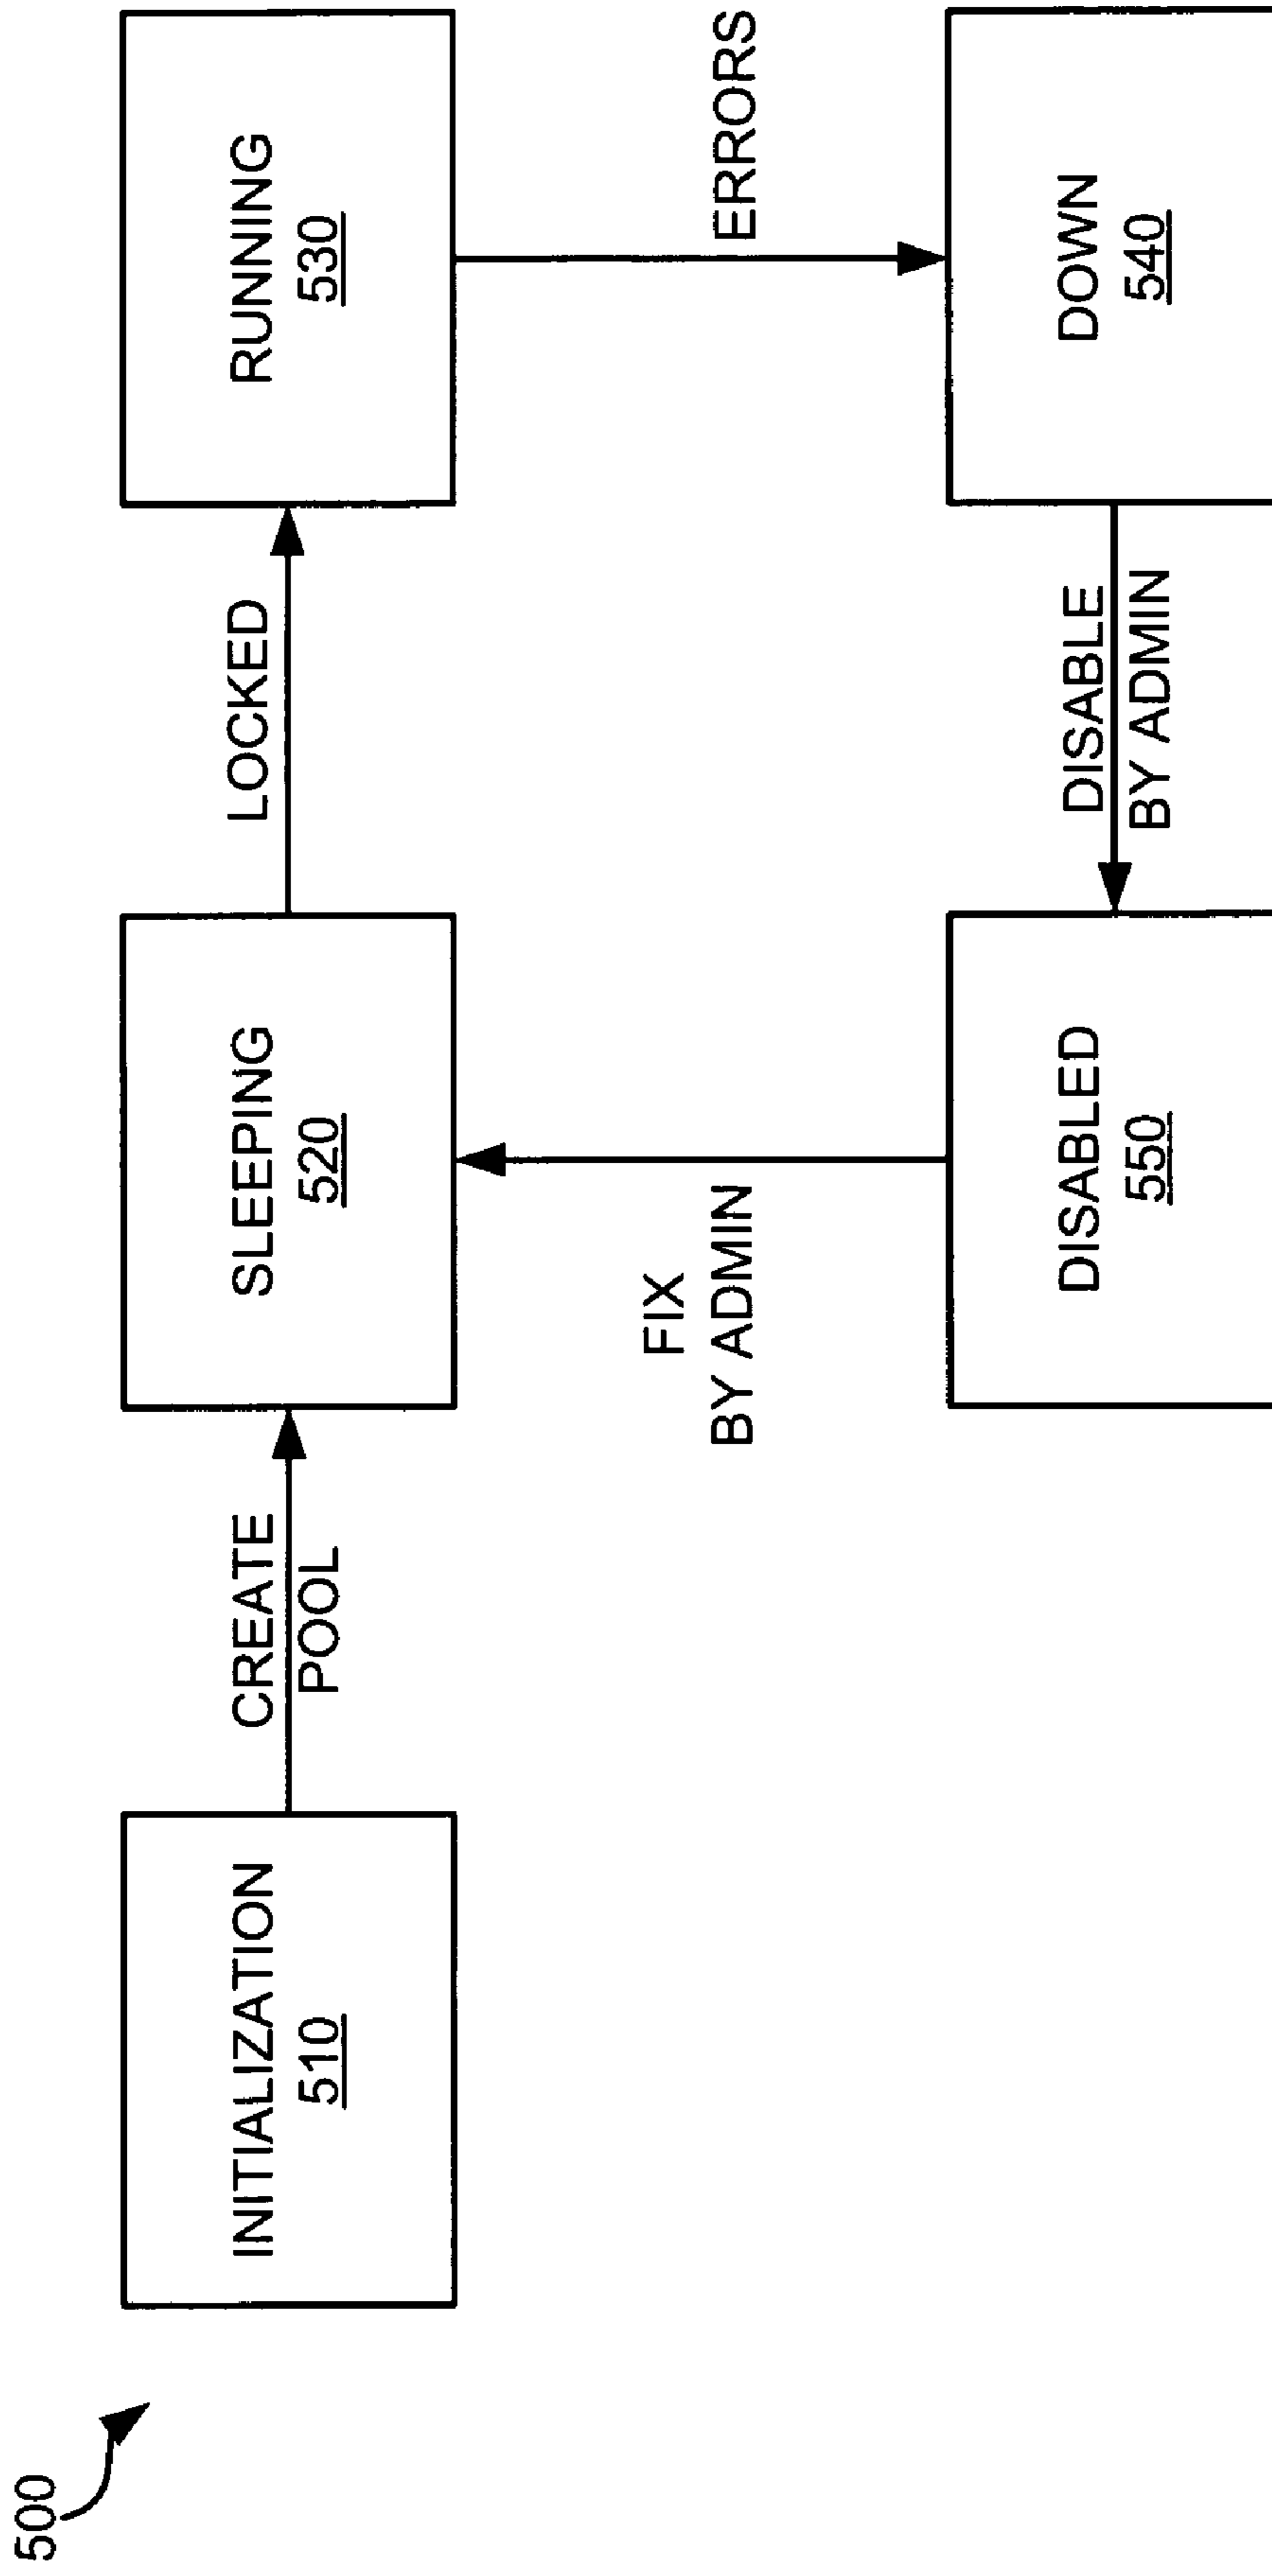 500
INITIALIZATION
510
CREATE
POOL
SLEEPING
520
LOCKED
RUNNING
530
FIX
BY ADMIN
ERRORS
DISABLED
550
DISABLE
BY ADMIN
DOWN
540